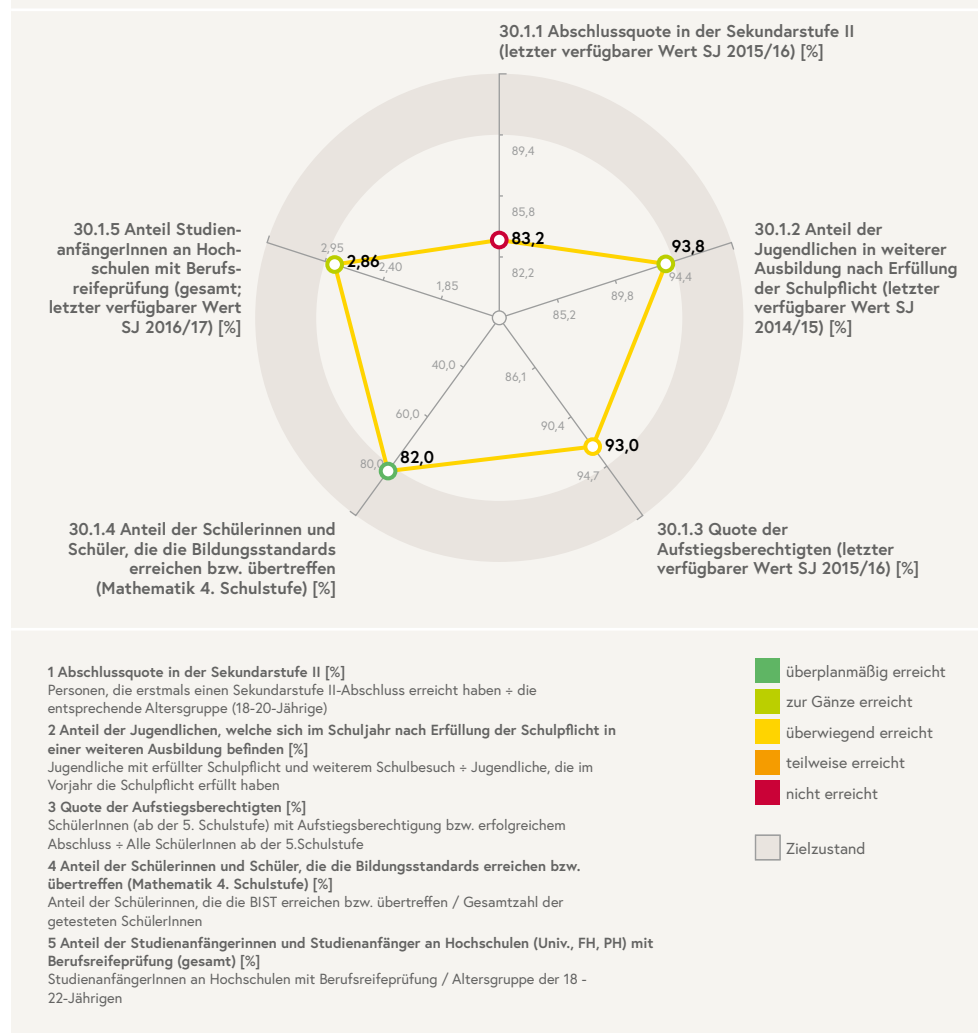 30.1.1 Abschlussquote in der Sekundarstufe II
(letzter verfügbarer Wert SJ 2015/16) [%]
89,4
85,8
83,2
82,2
30.1.2 Anteil der
Jugendlichen in weiterer
Ausbildung nach Erfüllung
der Schulpflicht (letzter
verfügbarer Wert SJ
2014/15) [%]
93,8
94,4
89,8
85,2
30.1.5 Anteil Studien-
anfängerInnen an Hoch-
schulen mit Berufs-
reifeprüfung (gesamt;
letzter verfügbarer Wert
SJ 2016/17) [%]
2,95
2,86
2,40
1,85
40,0
60,0
80,0
82,0
86,1
90,4
93,0
94,7
30.1.4 Anteil der Schülerinnen und
Schüler, die die Bildungsstandards
erreichen bzw. übertreffen
(Mathematik 4. Schulstufe) [%]
30.1.3 Quote der
Aufstiegsberechtigten (letzter
verfügbarer Wert SJ 2015/16) [%]
1 Abschlussquote in der Sekundarstufe II [%]
Personen, die erstmals einen Sekundarstufe II-Abschluss erreicht haben ÷ die
entsprechende Altersgruppe (18-20-Jährige)
2 Anteil der Jugendlichen, welche sich im Schuljahr nach Erfüllung der Schulpflicht in
einer weiteren Ausbildung befinden [%]
Jugendliche mit erfüllter Schulpflicht und weiterem Schulbesuch ÷ Jugendliche, die im
Vorjahr die Schulpflicht erfüllt haben
3 Quote der Aufstiegsberechtigten [%]
SchülerInnen (ab der 5. Schulstufe) mit Aufstiegsberechtigung bzw. erfolgreichem
Abschluss ÷ Alle SchülerInnen ab der 5.Schulstufe
4 Anteil der Schülerinnen und Schüler, die die Bildungsstandards erreichen bzw.
übertreffen (Mathematik 4. Schulstufe) [%]
Anteil der Schülerinnen, die die BIST erreichen bzw. übertreffen / Gesamtzahl der
getesteten SchülerInnen
5 Anteil der Studienanfängerinnen und Studienanfänger an Hochschulen (Univ., FH, PH) mit
Berufsreifeprüfung (gesamt) [%]
StudienanfängerInnen an Hochschulen mit Berufsreifeprüfung / Altersgruppe der 18 -
22-Jährigen
überplanmäßig erreicht
zur Gänze erreicht
überwiegend erreicht
teilweise erreicht
nicht erreicht
Zielzustand